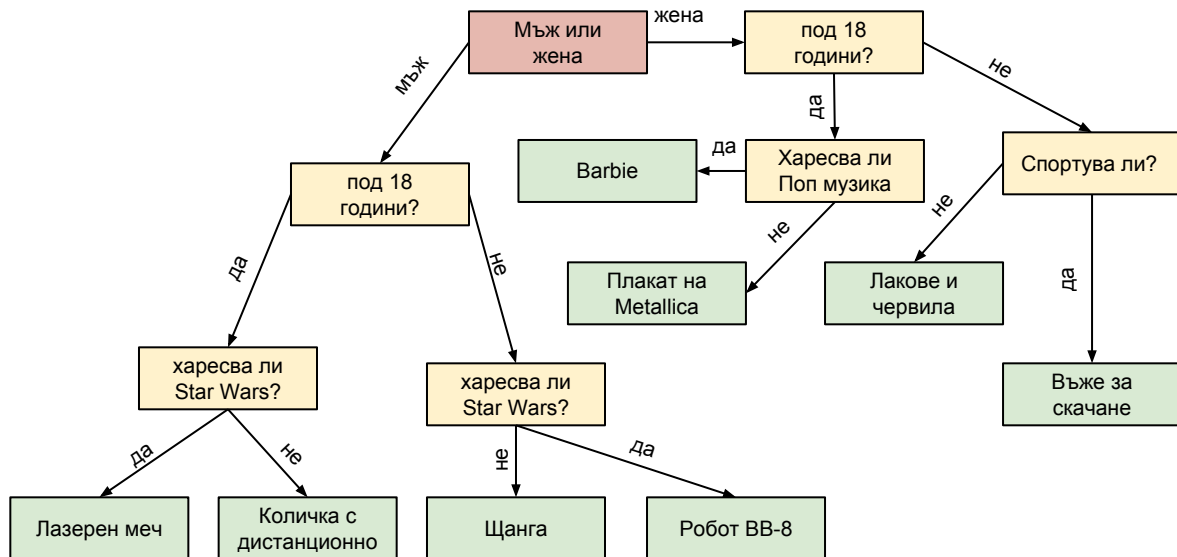 Мъж или
жена
жена
под 18
години?
мъж
не
да
Barbie
да
Харесва ли
Поп музика
Спортува ли?
под 18
години?
не
не
да
не
Плакат на
Metallica
Лакове и
червила
да
харесва ли
Star Wars?
харесва ли
Star Wars?
Въже за
скачане
да
не
не
да
Лазерен меч
Количка с
дистанционно
Щанга
Робот BB-8